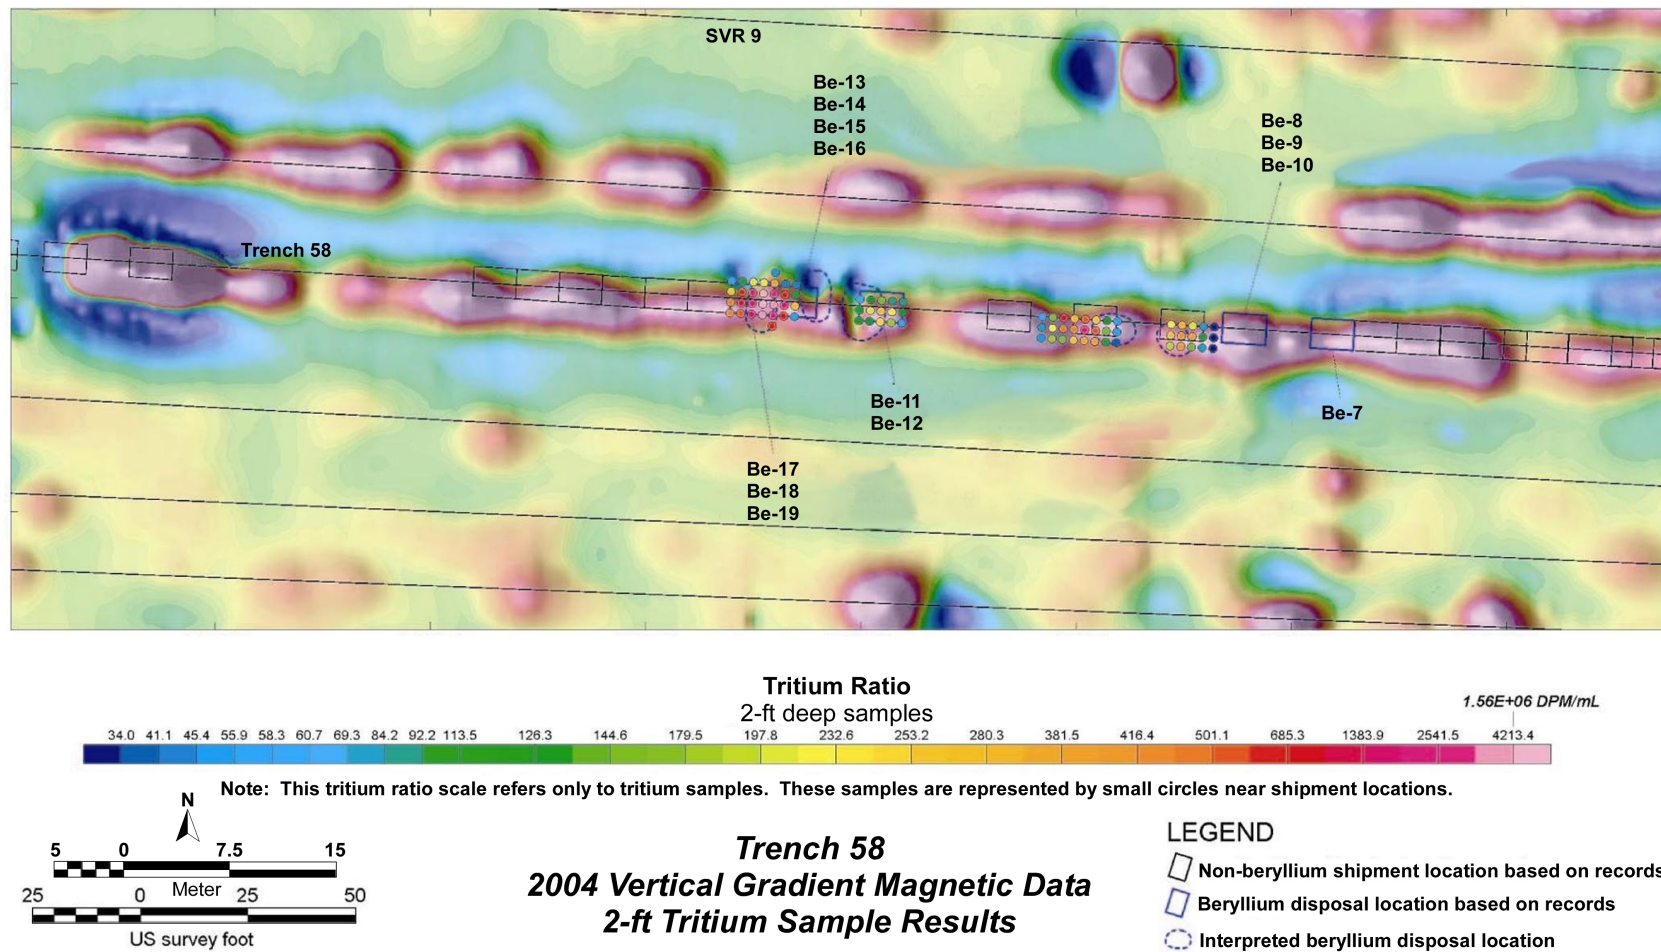 SVR 9
Be-13
Be-14
Be-15
Be-16
Be-8
Be-9
Be-10
Trench 58
Be-11
Be-12
Be-7
Be-17
Be-18
Be-19
Tritium Ratio
2-ft deep samples
1.56E+06 DPM/mL
34.0 41.1 45.4 55.9 58.3 60.7 69.3 84.2 92.2 113.5 126.3 144.6 179.5 197.8 232.6 253.2 280.3 381.5 416.4 501.1 685.3 1383.9 2541.5 4213.4
Note: This tritium ratio scale refers only to tritium samples. These samples are represented by small circles near shipment locations.
N
5 0 7.5 15
Meter
25 0 25 50
US survey foot
Trench 58
2004 Vertical Gradient Magnetic Data
2-ft Tritium Sample Results
LEGEND
Non-beryllium shipment location based on records
Beryllium disposal location based on records
Interpreted beryllium disposal location